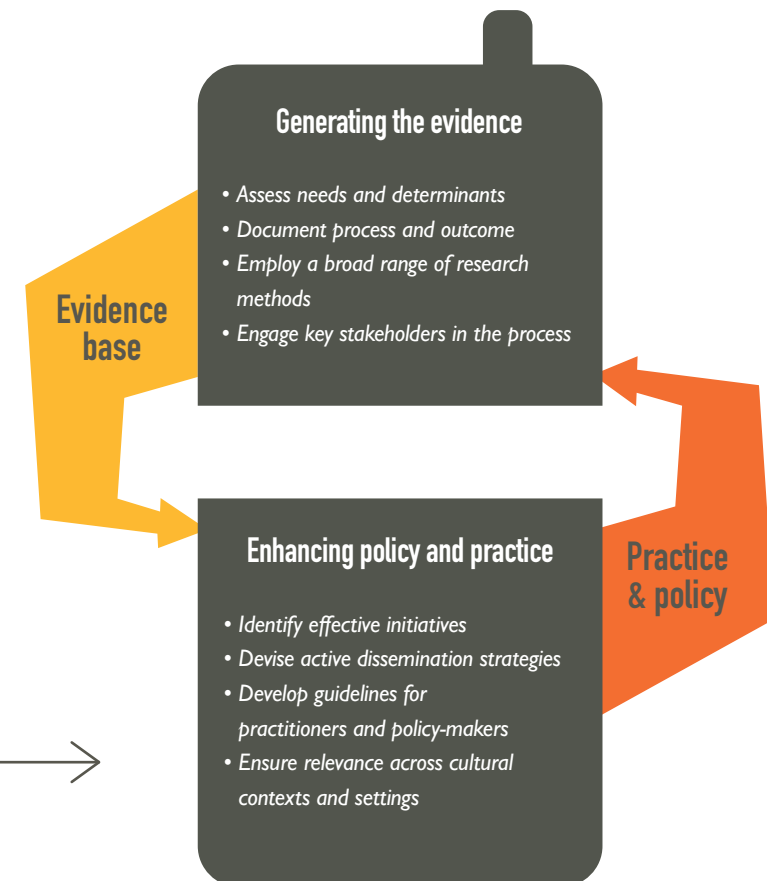 Generating the evidence
• Assess needs and determinants
• Document process and outcome
• Employ a broad range of research
methods
• Engage key stakeholders in the process
Evidence
base
Enhancing policy and practice
• Identify effective initiatives
• Devise active dissemination strategies
• Develop guidelines for
practitioners and policy-makers
• Ensure relevance across cultural
contexts and settings
Practice
& policy